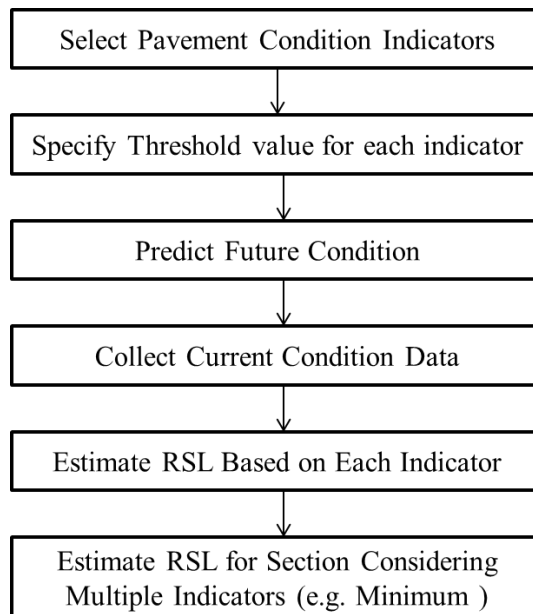 Select Pavement Condition Indicators
Specify Threshold value for each indicator
Predict Future Condition
Collect Current Condition Data
Estimate RSL Based on Each Indicator
Estimate RSL for Section Considering
Multiple Indicators (e.g. Minimum )